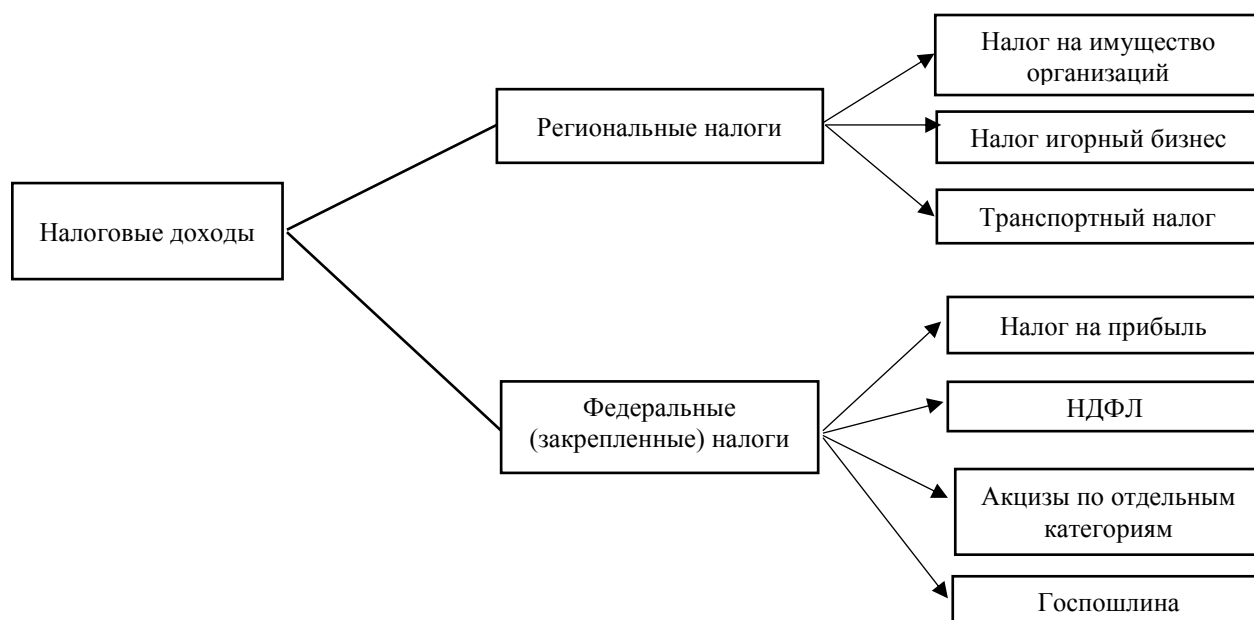 Налог на имущество
организаций
Региональные налоги
Налог игорный бизнес
Транспортный налог
Налоговые доходы
Налог на прибыль
Федеральные
(закрепленные) налоги
НДФЛ
Акцизы по отдельным
категориям
Госпошлина